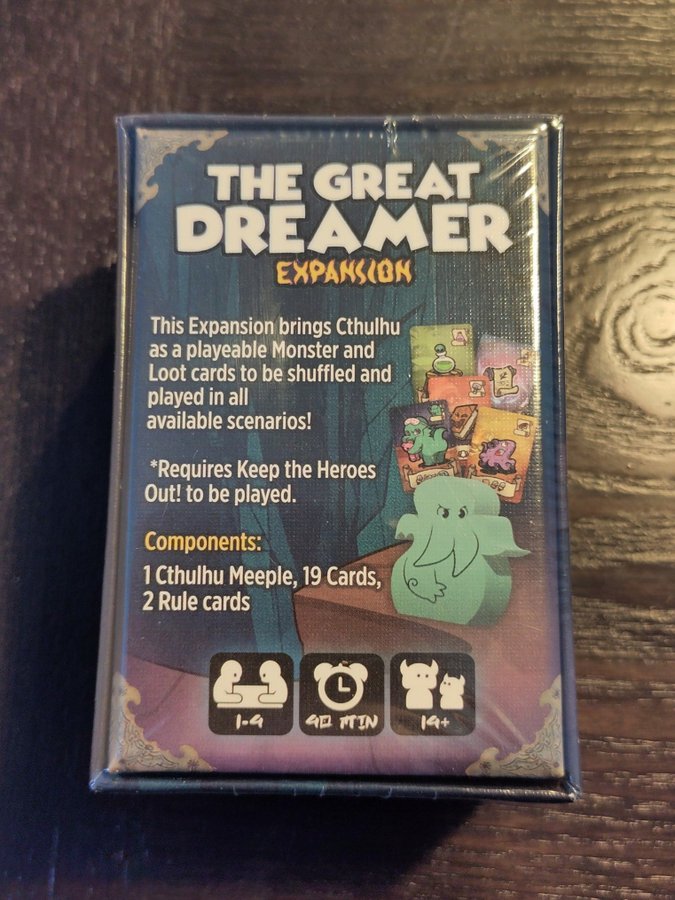 THE GREAT
DREAMER
EXPANSION
This Expansion brings Cthulhu
as a playeable Monster and
Loot cards to be shuffled and
played in all
available scenarios!
*Requires Keep the Heroes
Out! to be played.
Components:
1 Cthulhu Meeple, 19 Cards,
2 Rule cards
1-4
90 MIN
14+